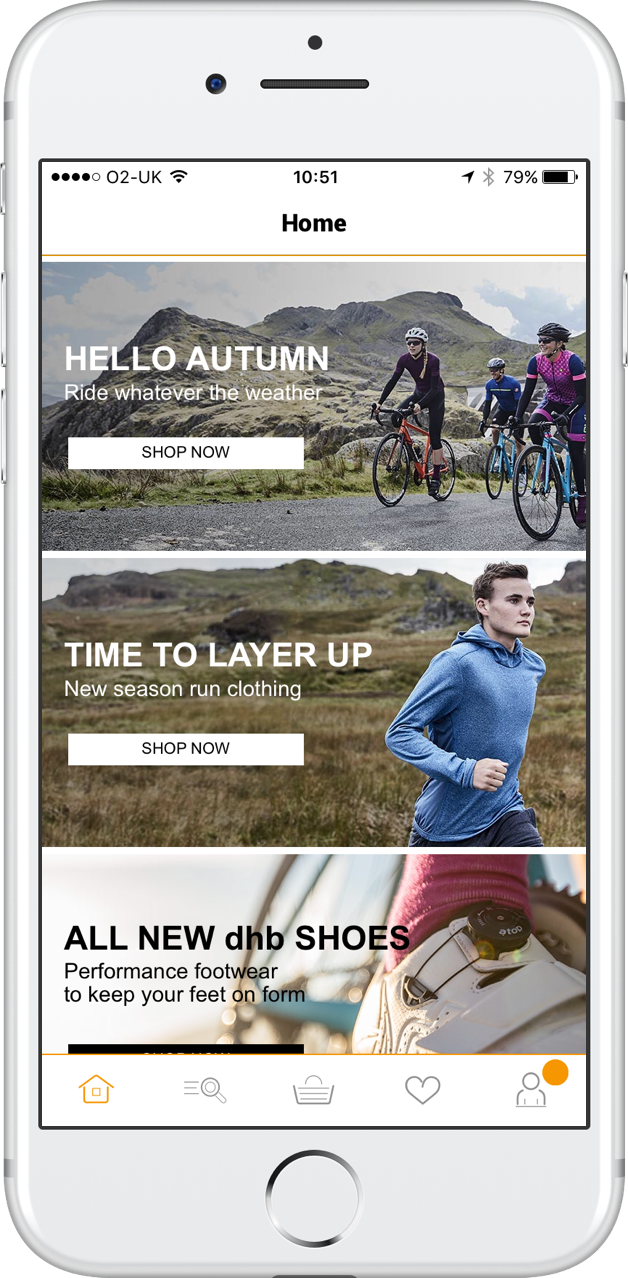 O2-UK 10:51 79%
Home
HELLO AUTUMN
Ride whatever the weather
SHOP NOW
TIME TO LAYER UP
New season run clothing
SHOP NOW
ALL NEW dhb SHOES
Performance footwear
to keep your feet on form